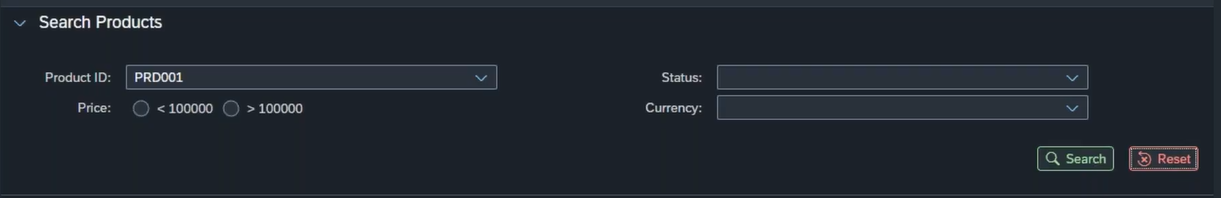 Search Products
Product ID: PRD001 Status:
Price: < 100000 > 100000 Currency:
Search Reset